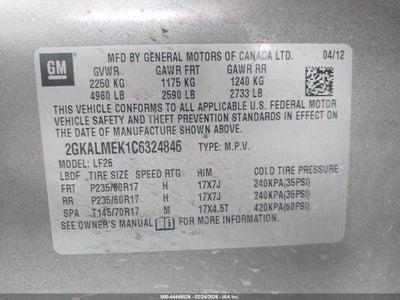 GM
MFD BY GENERAL MOTORS OF CANADA LTD. 04/12
GVWR GAWR FRT GAWR RR
2250 KG 1175 KG 1240 KG
4960 LB 2590 LB 2733 LB
THIS VEHICLE CONFORMS TO ALL APPLICABLE U.S. FEDERAL MOTOR
VEHICLE SAFETY AND THEFT PREVENTION STANDARDS
IN EFFECT ON THE DATE OF MANUFACTURE SHOWN ABOVE.
2GKALMEK1C6324846 TYPE: M.P.V.
MODEL: LF26
LBDF TIRE SIZE SPEED RTG RIM COLD TIRE PRESSURE
FRT P235/60R17 H 17X7J 240KPA(35PSI)
RR P235/60R17 H 17X7J 240KPA(35PSI)
SPA T145/70R17 M 17X4.5T 420KPA(60PSI)
SEE OWNER'S MANUAL FOR MORE INFORMATION.